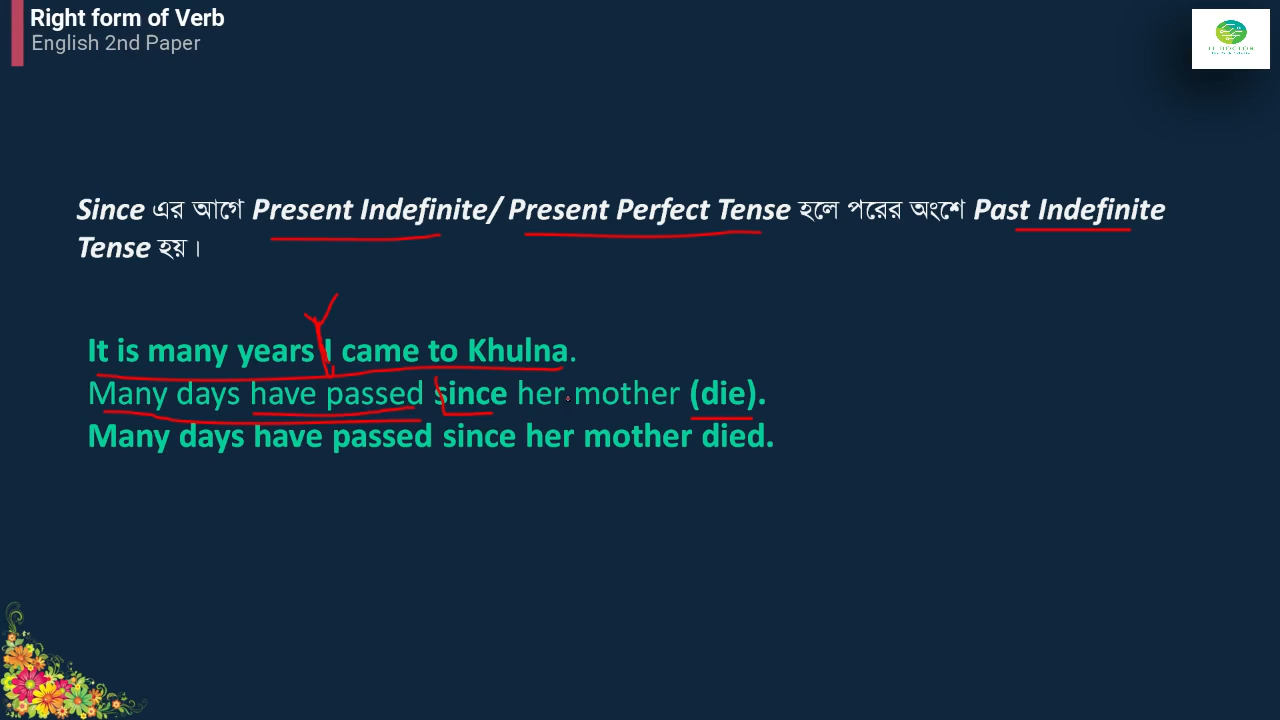 Right form of Verb
English 2nd Paper
Since এর আগে Present Indefinite/ Present Perfect Tense হলে পরের অংশে Past Indefinite
Tense হয়।
It is many years I came to Khulna.
Many days have passed since her mother (die).
Many days have passed since her mother died.